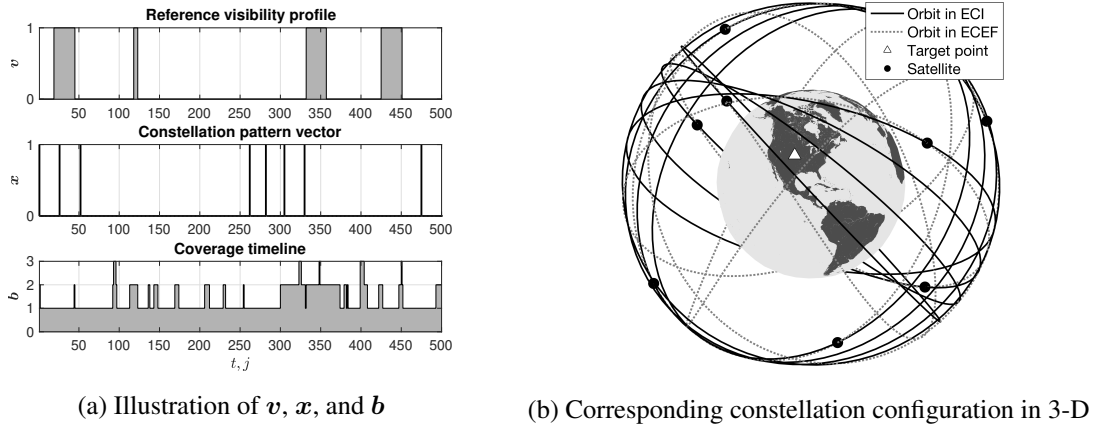 Reference visibility profile
1
v
0
50 100 150 200 250 300 350 400 450 500
Constellation pattern vector
1
x
0
50 100 150 200 250 300 350 400 450 500
Coverage timeline
3
2
b
1
0
50 100 150 200 250 300 350 400 450 500
t, j
(a) Illustration of v, x, and b
Orbit in ECI
Orbit in ECEF
Target point
Satellite
(b) Corresponding constellation configuration in 3-D